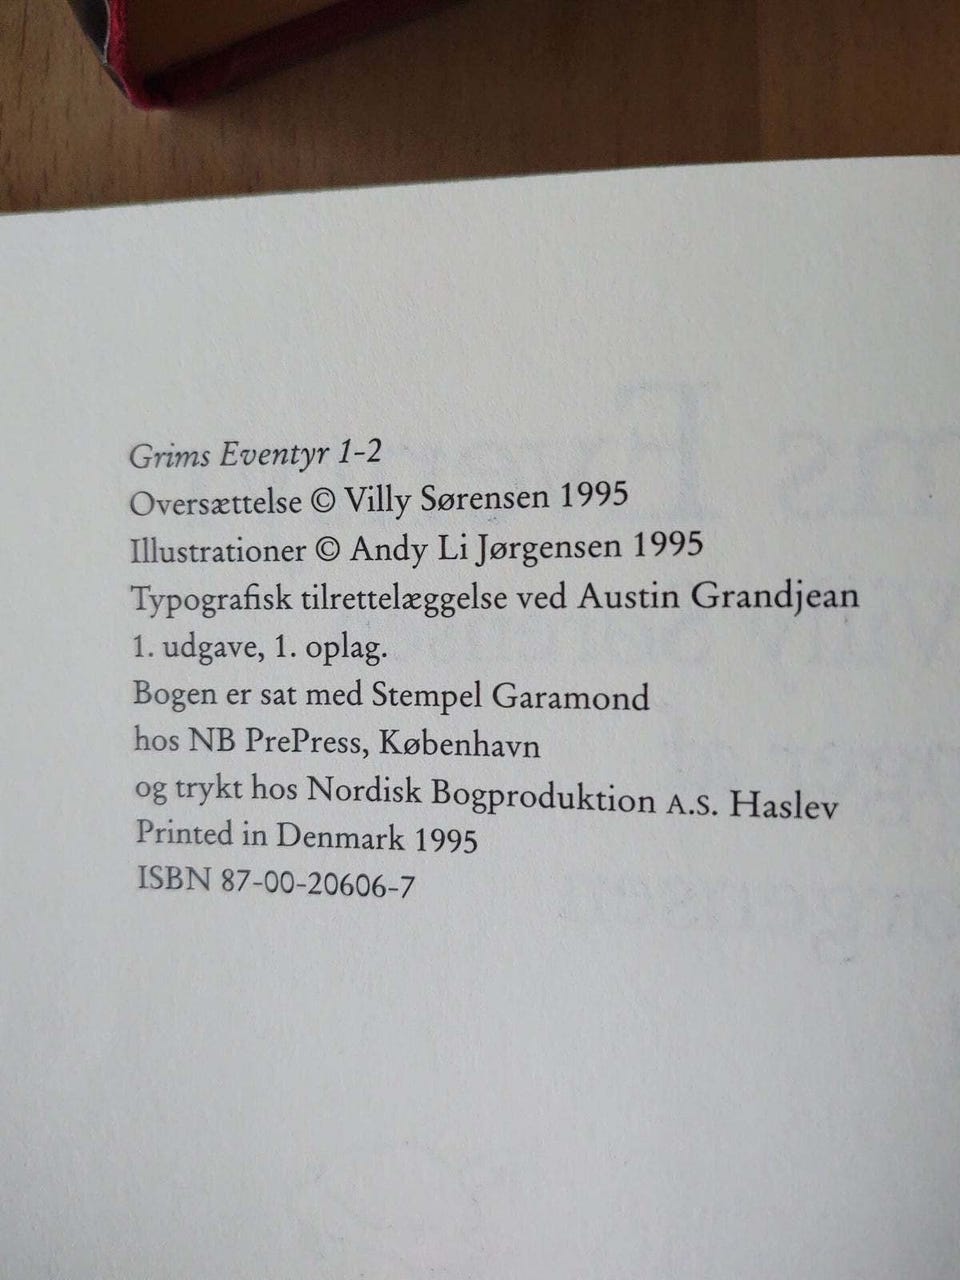 Grims Eventyr 1-2
Oversættelse © Villy Sørensen 1995
Illustrationer © Andy Li Jørgensen 1995
Typografisk tilrettelæggelse ved Austin Grandjean
1. udgave, 1. oplag.
Bogen er sat med Stempel Garamond
hos NB PrePress, København
og trykt hos Nordisk Bogproduktion A.S. Haslev
Printed in Denmark 1995
ISBN 87-00-20606-7